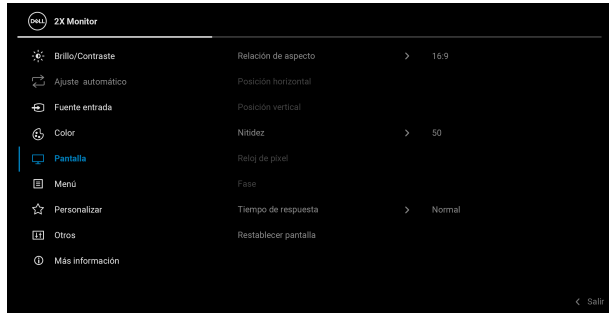 DELL 2X Monitor
Brillo/Contraste Relación de aspecto > 16:9
Ajuste automático Posición horizontal
Fuente entrada Posición vertical
Color Nitidez > 50
Pantalla Reloj de píxel
Menú Fase
Personalizar Tiempo de respuesta > Normal
Otros Restablecer pantalla
Más información
< Salir